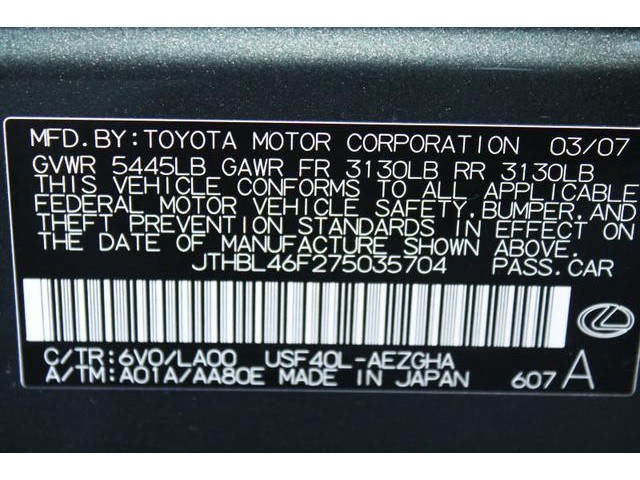 MFD.BY:TOYOTA MOTOR CORPORATION 03/07
GVWR 5445LB GAWR FR 3130LB RR 3130LB
THIS VEHICLE CONFORMS TO ALL APPLICABLE
FEDERAL MOTOR VEHICLE SAFETY,BUMPER,AND
THEFT PREVENTION STANDARDS IN EFFECT ON
THE DATE OF MANUFACTURE SHOWN ABOVE.
JTHBL46F275035704 PASS.CAR
C/TR:6V0/LA00 USF40L-AEZGHA
A/TM:A01A/AA80E MADE IN JAPAN 607 A